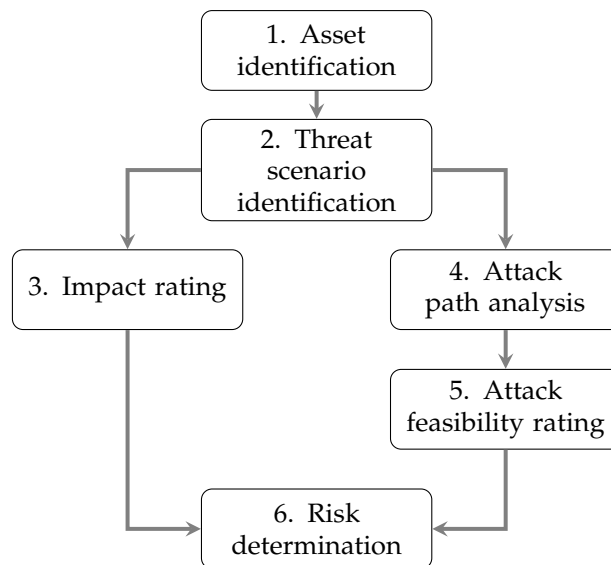 1. Asset
identification
2. Threat
scenario
identification
3. Impact rating
4. Attack
path analysis
5. Attack
feasibility rating
6. Risk
determination